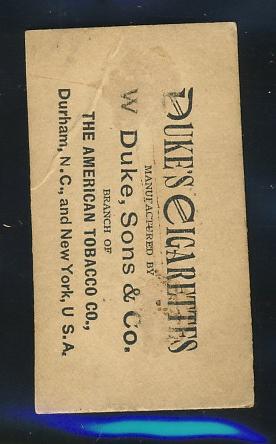 DUKE'S CIGARETTES
MANUFACTURED BY
W Duke, Sons & Co.
BRANCH OF
THE AMERICAN TOBACCO CO.,
Durham, N.C., and New York, U S.A.